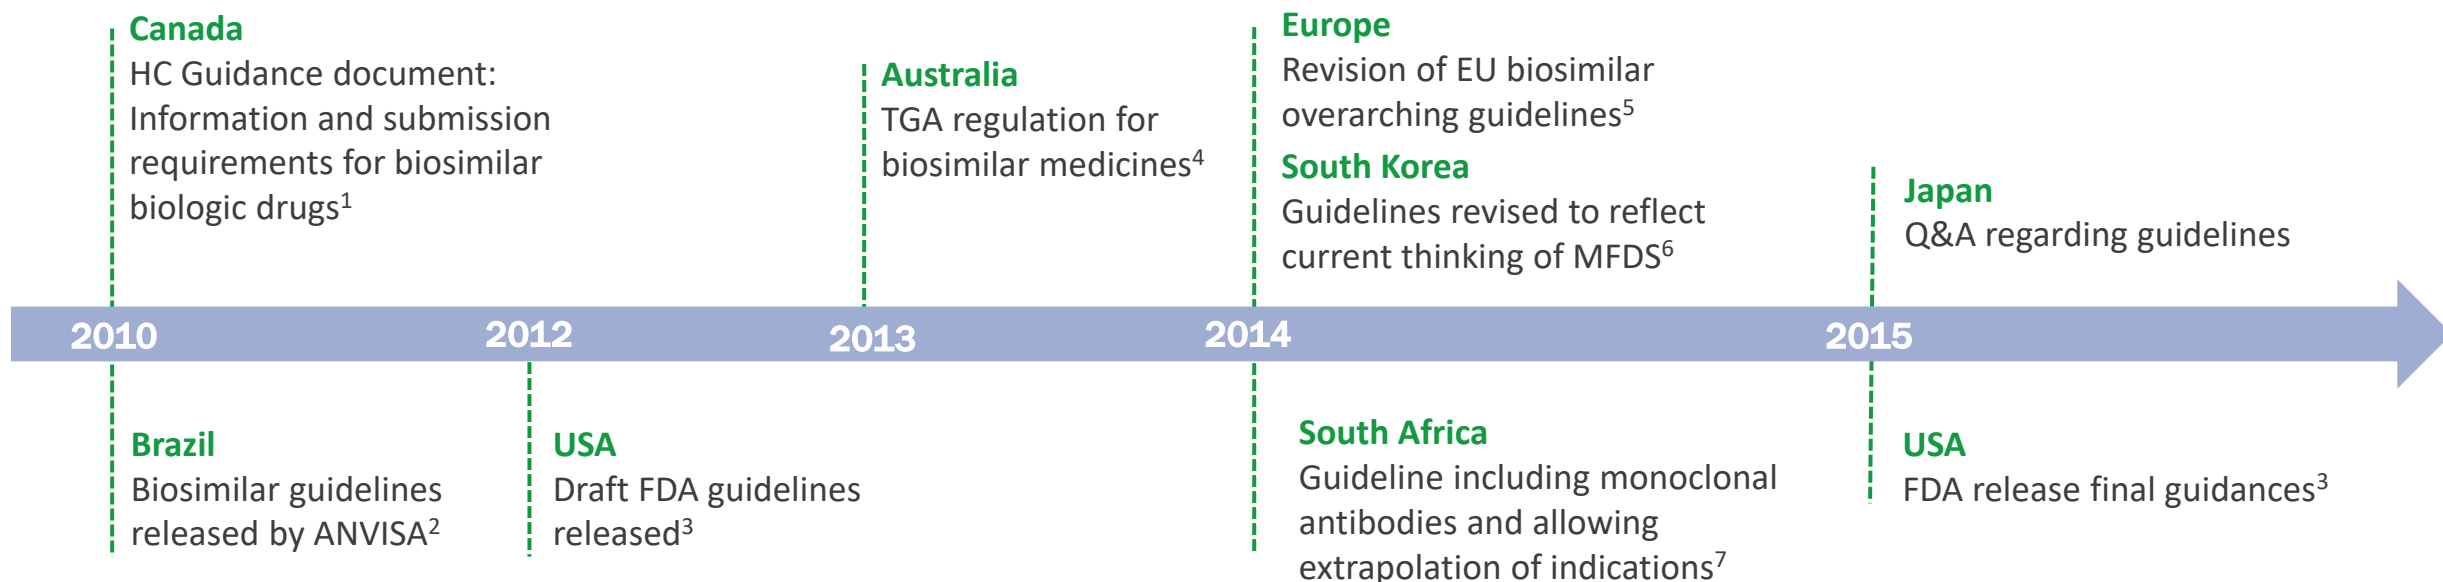 Canada
HC Guidance document:
Information and submission
requirements for biosimilar
biologic drugs¹
Australia
TGA regulation for
biosimilar medicines⁴
Europe
Revision of EU biosimilar
overarching guidelines⁵
South Korea
Guidelines revised to reflect
current thinking of MFDS⁶
Japan
Q&A regarding guidelines
2010
2012
2013
2014
2015
Brazil
Biosimilar guidelines
released by ANVISA²
USA
Draft FDA guidelines
released³
South Africa
Guideline including monoclonal
antibodies and allowing
extrapolation of indications⁷
USA
FDA release final guidances³